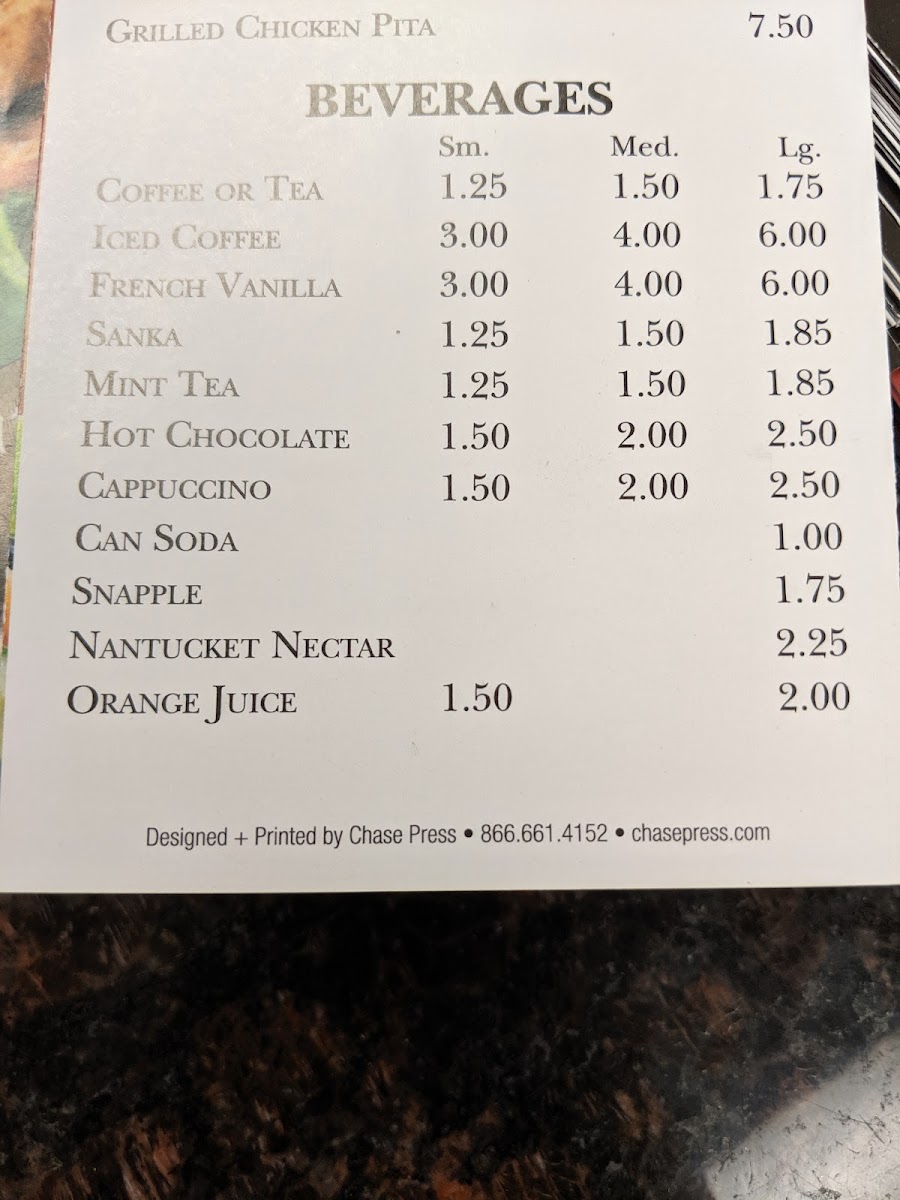 Grilled Chicken Pita 7.50
BEVERAGES
Sm. Med. Lg.
Coffee or Tea 1.25 1.50 1.75
Iced Coffee 3.00 4.00 6.00
French Vanilla 3.00 4.00 6.00
Sanka 1.25 1.50 1.85
Mint Tea 1.25 1.50 1.85
Hot Chocolate 1.50 2.00 2.50
Cappuccino 1.50 2.00 2.50
Can Soda 1.00
Snapple 1.75
Nantucket Nectar 2.25
Orange Juice 1.50 2.00
Designed + Printed by Chase Press • 866.661.4152 • chasepress.com